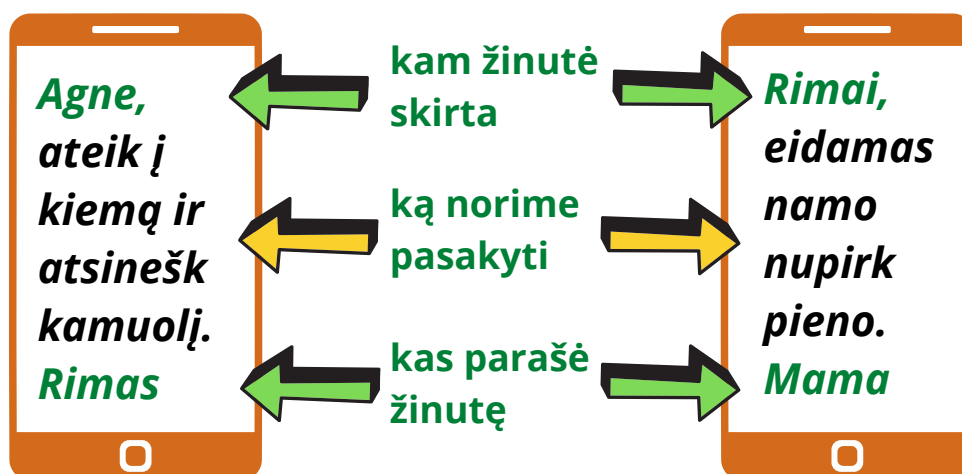 Agne,
ateik į
kiemą ir
atsinešk
kamuolį.
Rimas
kam žinutė
skirta
ką norime
pasakyti
kas parašė
žinutę
Rimai,
eidamas
namo
nupirk
pieno.
Mama